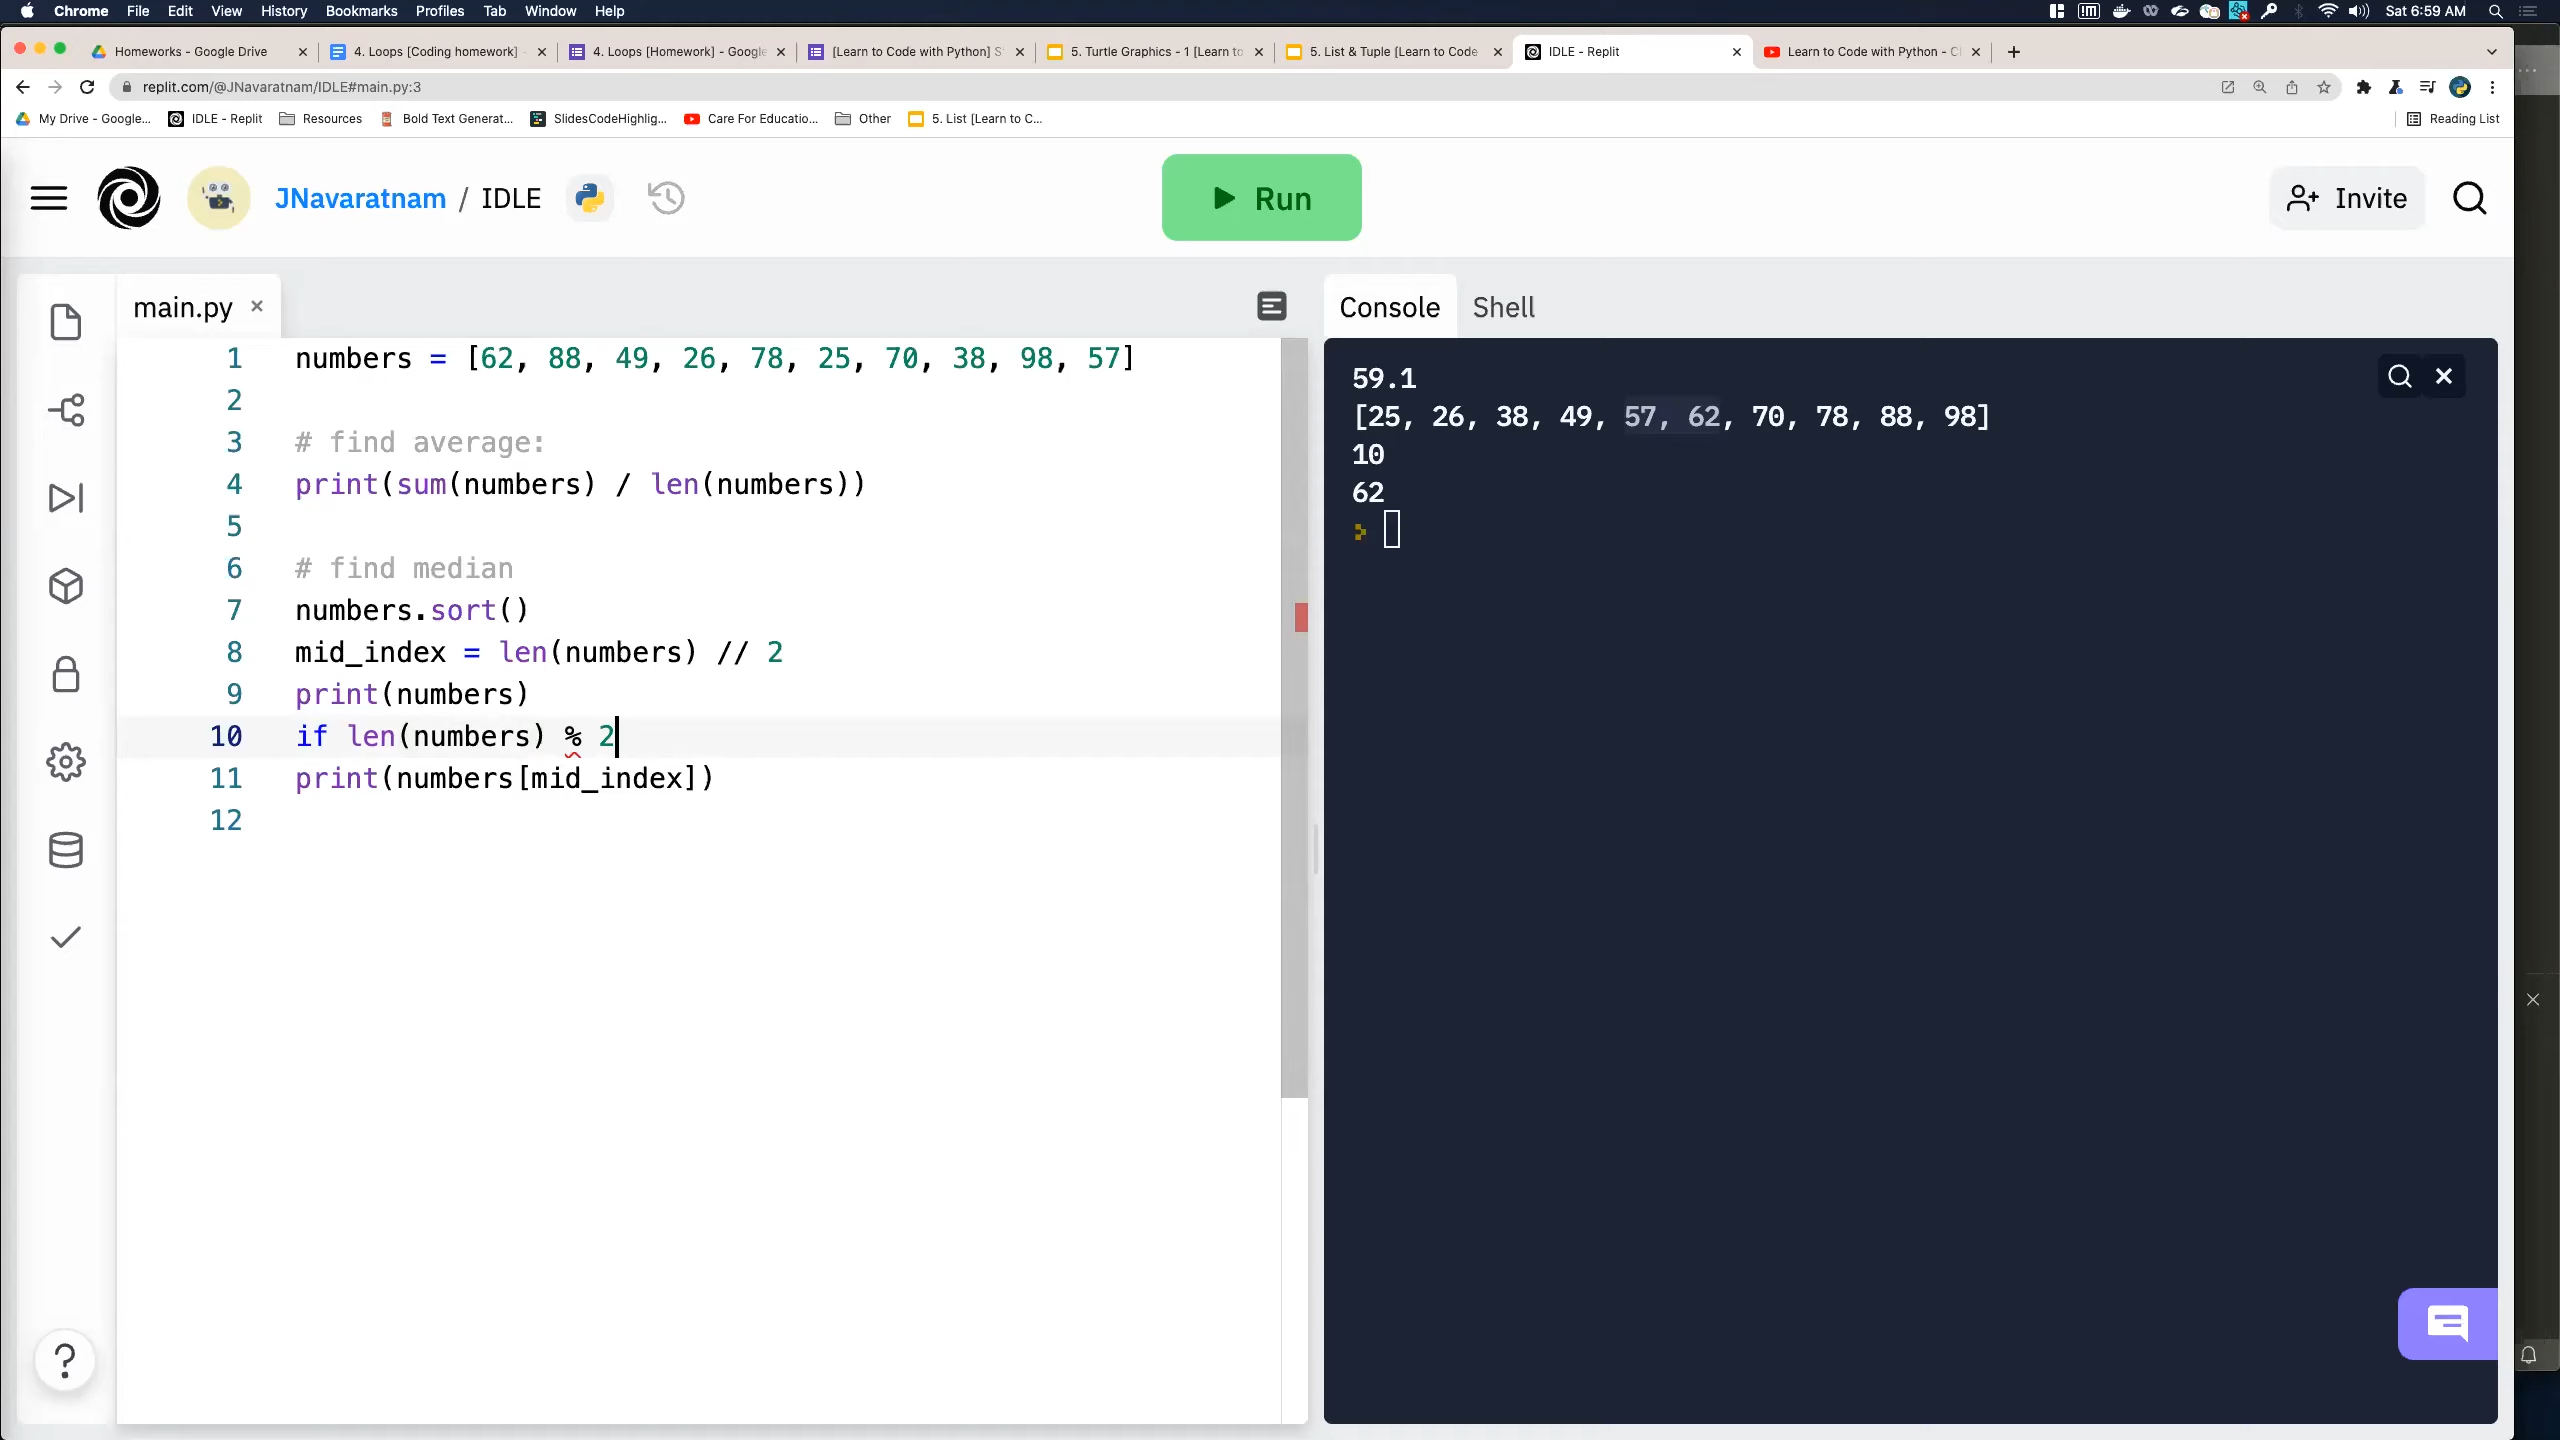 Chrome File Edit View History Bookmarks Profiles Tab Window Help Sat 6:59 AM
Homeworks - Google Drive 4. Loops [Coding homework] - 4. Loops [Homework] - Google [Learn to Code with Python] S 5. Turtle Graphics - 1 [Learn to 5. List & Tuple [Learn to Code IDLE - Replit Learn to Code with Python - Cl
replit.com/@JNavaratnam/IDLE#main.py:3
My Drive - Google... IDLE - Replit Resources Bold Text Generat... SlidesCodeHighlig... Care For Educatio... Other 5. List [Learn to C... Reading List
JNavaratnam / IDLE Run Invite
main.py Console Shell
1 numbers = [62, 88, 49, 26, 78, 25, 70, 38, 98, 57]
2
3 # find average:
4 print(sum(numbers) / len(numbers))
5
6 # find median
7 numbers.sort()
8 mid_index = len(numbers) // 2
9 print(numbers)
10 if len(numbers) % 2
11 print(numbers[mid_index])
12
59.1
[25, 26, 38, 49, 57, 62, 70, 78, 88, 98]
10
62